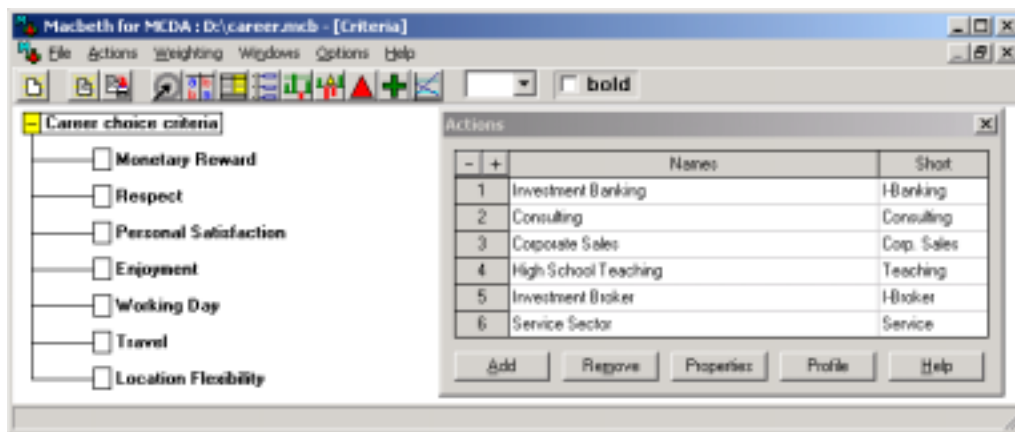 Macbeth for MCDA : D:\career.mcb - [Criteria]
File Actions Weighting Windows Options Help
bold
Career choice criteria
Monetary Reward
Respect
Personal Satisfaction
Enjoyment
Working Day
Travel
Location Flexibility
Actions
- + Names Short
1 Investment Banking I-Banking
2 Consulting Consulting
3 Corporate Sales Corp. Sales
4 High School Teaching Teaching
5 Investment Broker I-Broker
6 Service Sector Service
Add Remove Properties Profile Help